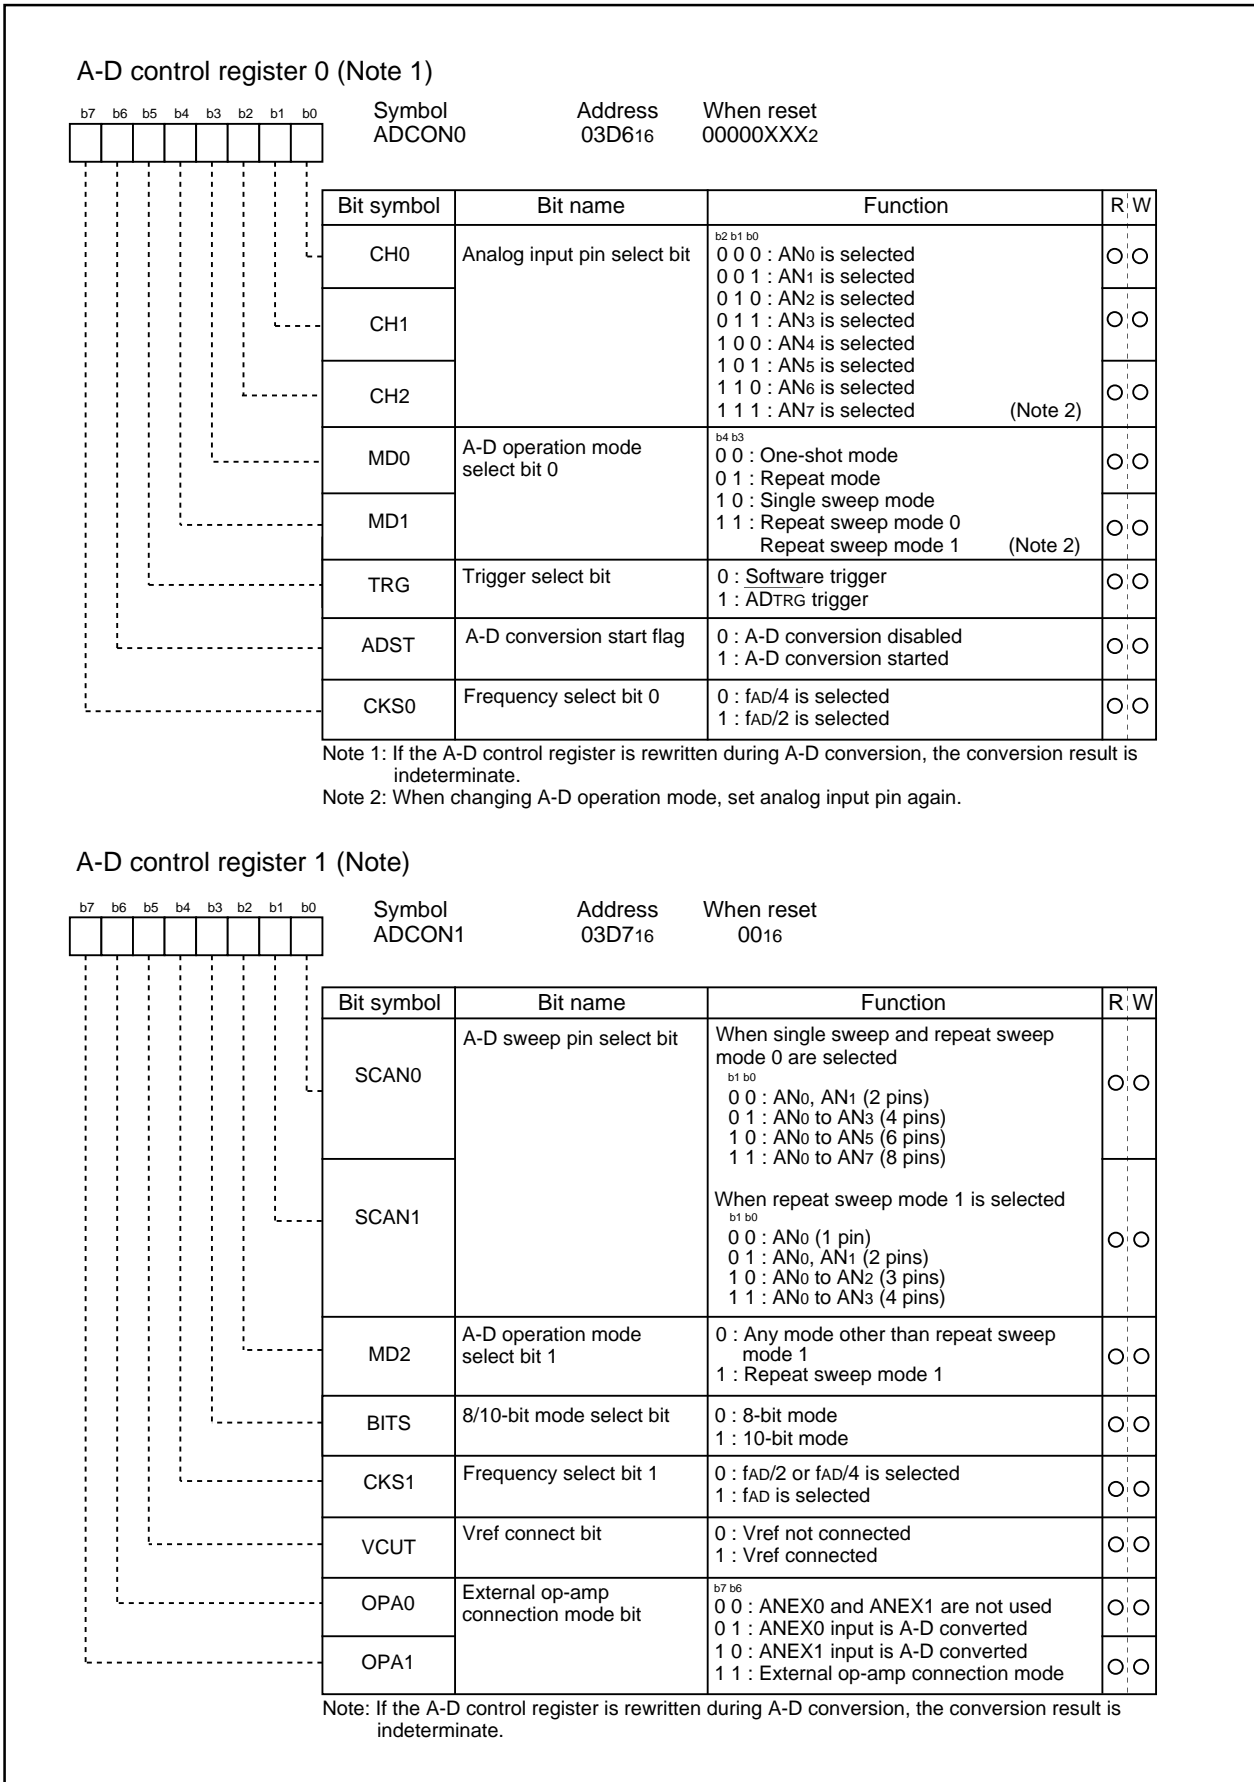 A-D control register 0 (Note 1)
b7 b6 b5 b4 b3 b2 b1 b0
Symbol Address When reset
ADCON0 03D616 00000XXX2
Bit symbol Bit name Function R W
CH0 Analog input pin select bit
b2 b1 b0
0 0 0 : AN0 is selected
0 0 1 : AN1 is selected
0 1 0 : AN2 is selected
CH1
0 1 1 : AN3 is selected
1 0 0 : AN4 is selected
1 0 1 : AN5 is selected
CH2
1 1 0 : AN6 is selected
1 1 1 : AN7 is selected (Note 2)
MD0 A-D operation mode
select bit 0
b4 b3
0 0 : One-shot mode
0 1 : Repeat mode
1 0 : Single sweep mode
MD1
1 1 : Repeat sweep mode 0
Repeat sweep mode 1 (Note 2)
TRG Trigger select bit
0 : Software trigger
1 : ADTRG trigger
ADST A-D conversion start flag
0 : A-D conversion disabled
1 : A-D conversion started
CKS0 Frequency select bit 0
0 : fAD/4 is selected
1 : fAD/2 is selected
Note 1: If the A-D control register is rewritten during A-D conversion, the conversion result is
indeterminate.
Note 2: When changing A-D operation mode, set analog input pin again.
A-D control register 1 (Note)
b7 b6 b5 b4 b3 b2 b1 b0
Symbol Address When reset
ADCON1 03D716 0016
Bit symbol Bit name Function R W
SCAN0 A-D sweep pin select bit
When single sweep and repeat sweep
mode 0 are selected
b1 b0
0 0 : AN0, AN1 (2 pins)
0 1 : AN0 to AN3 (4 pins)
1 0 : AN0 to AN5 (6 pins)
1 1 : AN0 to AN7 (8 pins)
SCAN1
When repeat sweep mode 1 is selected
b1 b0
0 0 : AN0 (1 pin)
0 1 : AN0, AN1 (2 pins)
1 0 : AN0 to AN2 (3 pins)
1 1 : AN0 to AN3 (4 pins)
MD2 A-D operation mode
select bit 1
0 : Any mode other than repeat sweep
mode 1
1 : Repeat sweep mode 1
BITS 8/10-bit mode select bit
0 : 8-bit mode
1 : 10-bit mode
CKS1 Frequency select bit 1
0 : fAD/2 or fAD/4 is selected
1 : fAD is selected
VCUT Vref connect bit
0 : Vref not connected
1 : Vref connected
OPA0 External op-amp
connection mode bit
b7 b6
0 0 : ANEX0 and ANEX1 are not used
0 1 : ANEX0 input is A-D converted
OPA1
1 0 : ANEX1 input is A-D converted
1 1 : External op-amp connection mode
Note: If the A-D control register is rewritten during A-D conversion, the conversion result is
indeterminate.